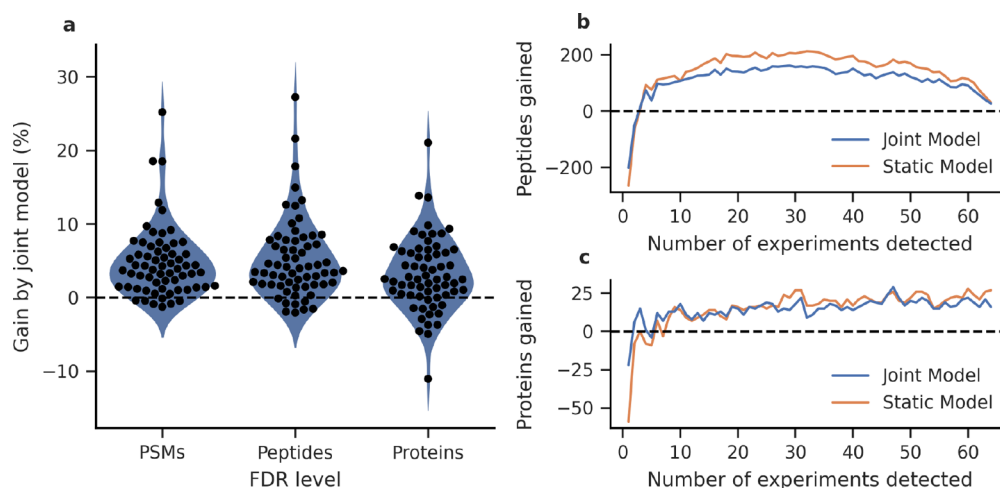 a
Gain by joint model (%)
30
20
10
0
−10
PSMs Peptides Proteins
FDR level
b
Peptides gained
200
0
−200
Joint Model
Static Model
0 10 20 30 40 50 60
Number of experiments detected
c
Proteins gained
25
0
−25
−50
Joint Model
Static Model
0 10 20 30 40 50 60
Number of experiments detected